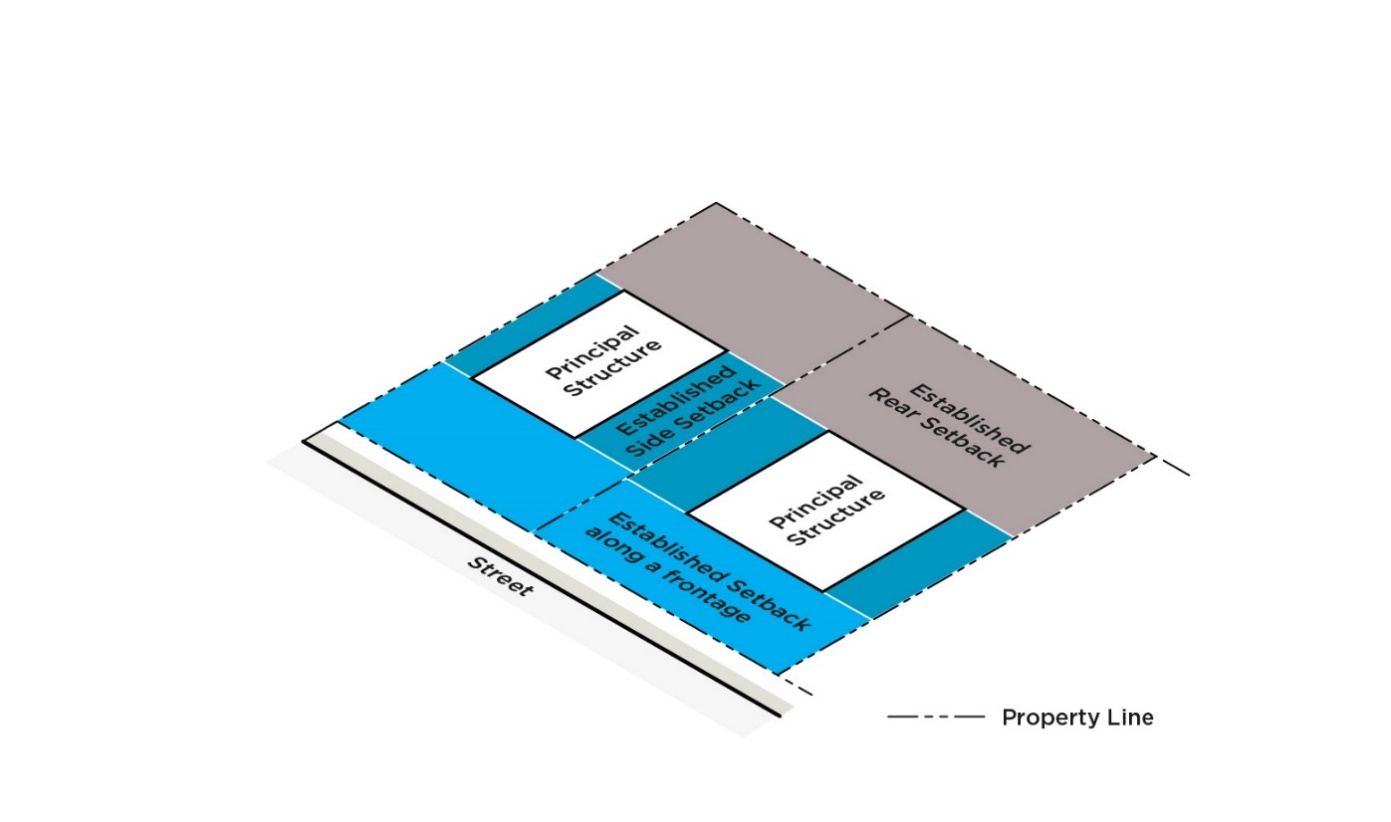 Principal
Structure
Established
Side Setback
Established
Rear Setback
Principal
Structure
Established Setback
along a frontage
Street
Property Line